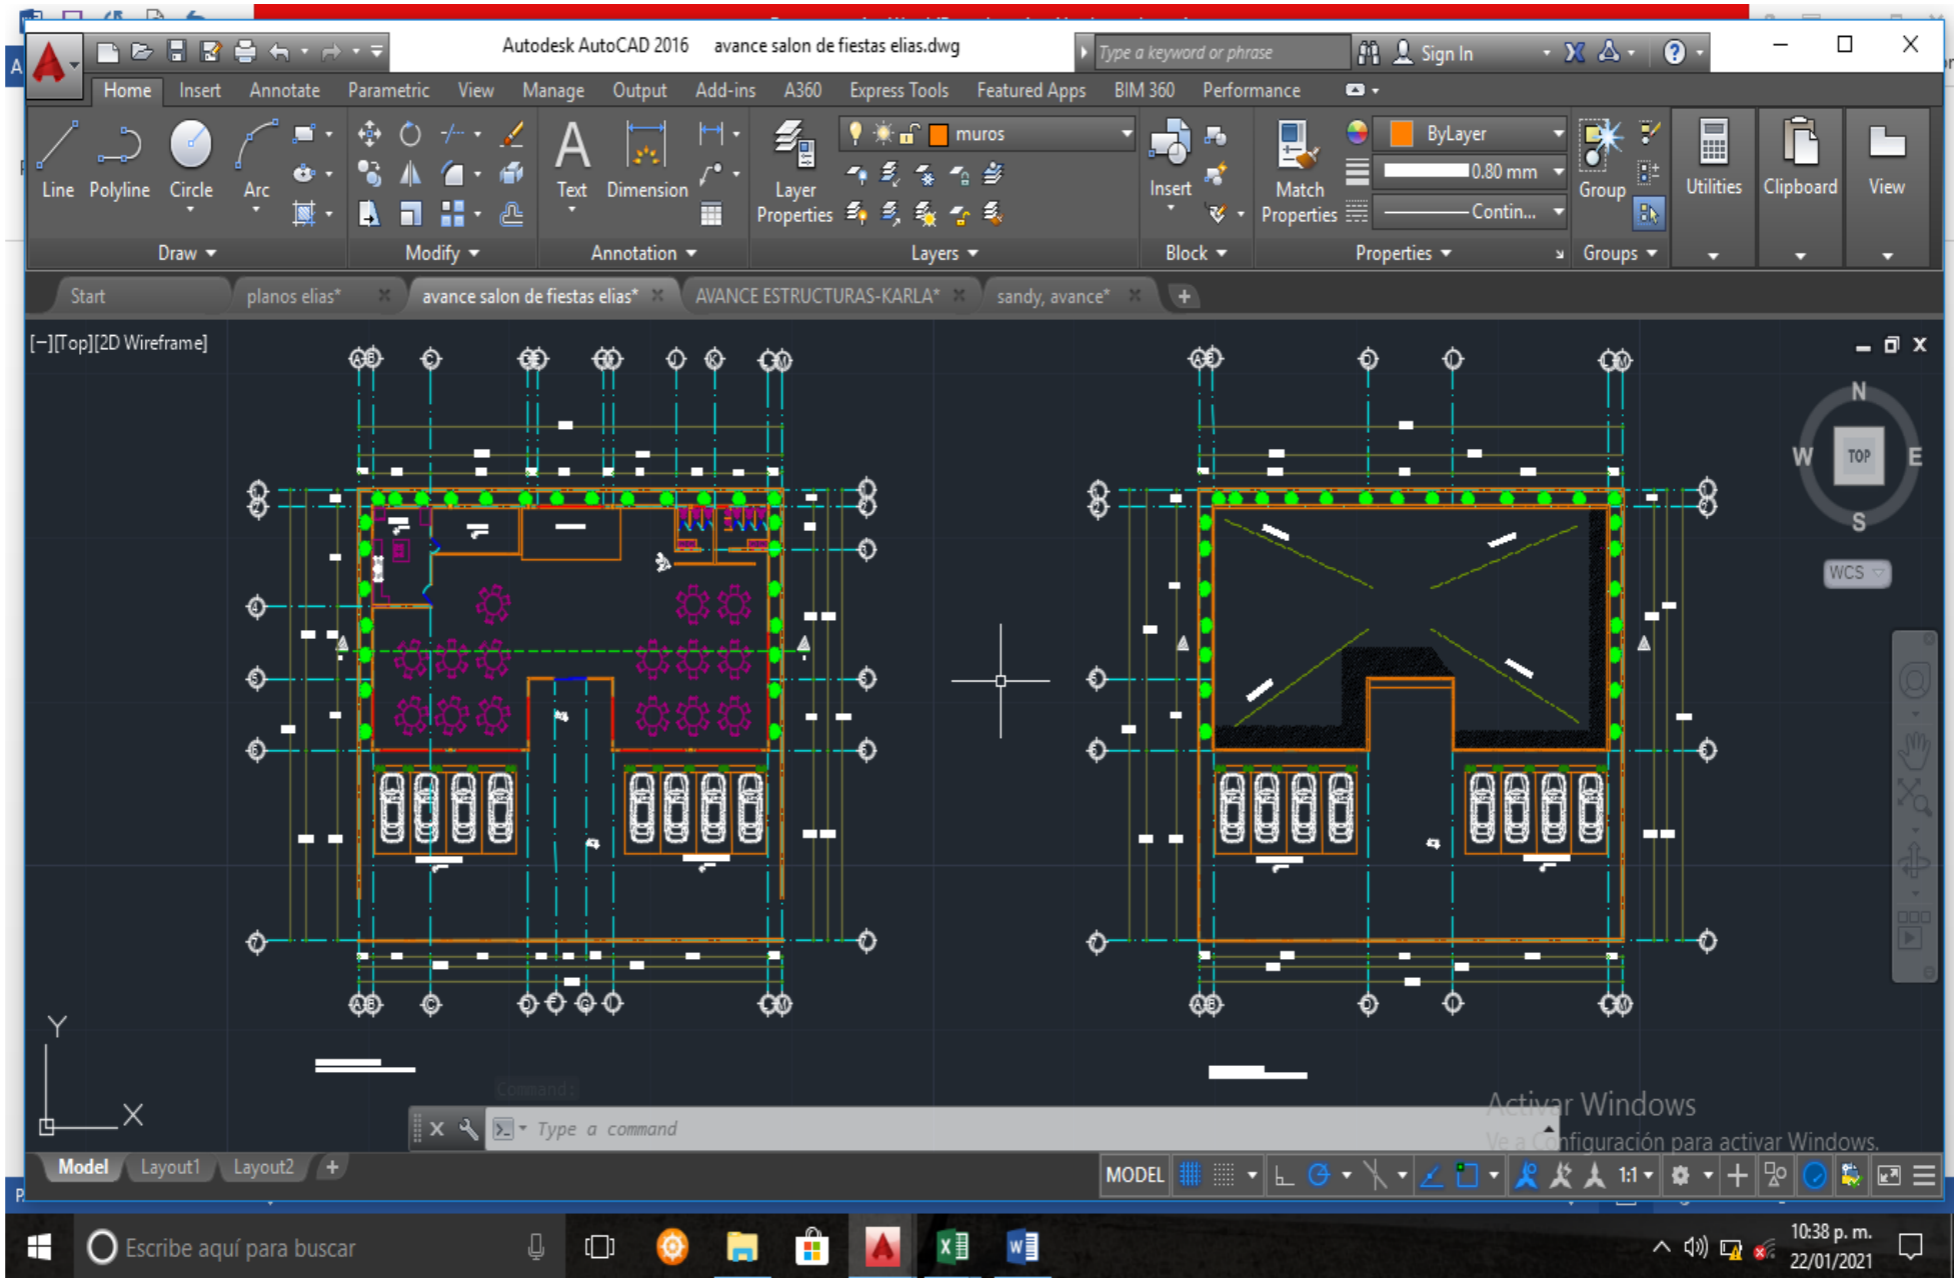 Autodesk AutoCAD 2016 avance salon de fiestas elias.dwg
Type a keyword or phrase
Sign In
Home Insert Annotate Parametric View Manage Output Add-ins A360 Express Tools Featured Apps BIM 360 Performance
muros
ByLayer
0.80 mm
Contin...
Line Polyline Circle Arc
Text Dimension
Layer
Properties
Insert
Match
Properties
Group
Utilities Clipboard View
Draw Modify Annotation Layers Block Properties Groups
Start planos elias* avance salon de fiestas elias* AVANCE ESTRUCTURAS-KARLA* sandy, avance*
[–][Top][2D Wireframe]
N
W TOP E
S
WCS
Y
X
Command:
Type a command
Activar Windows
Ve a Configuración para activar Windows.
Model Layout1 Layout2
MODEL 1:1
Escribe aquí para buscar
10:38 p. m.
22/01/2021